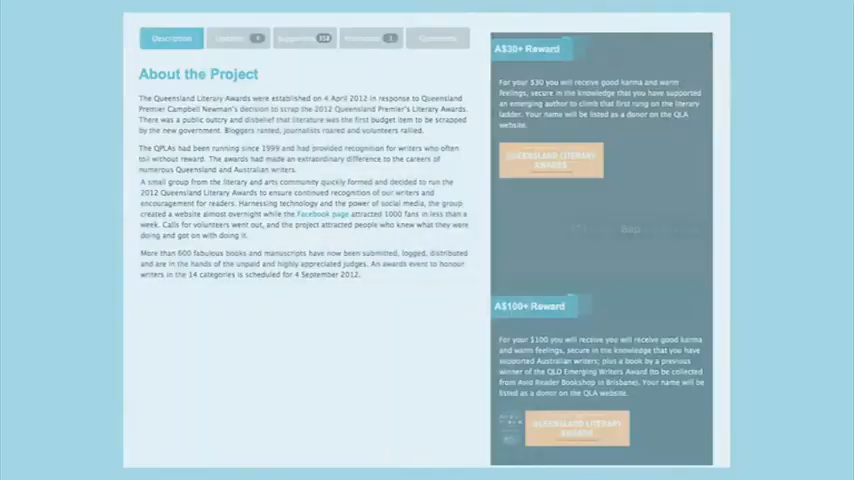 Description
Updates
Supporters
Comments
About the Project
The Queensland Literary Awards were established on 4 April 2012 in response to Queensland
Premier Campbell Newman's decision to scrap the 2012 Queensland Premier's Literary Awards.
There was a public outcry and disbelief that literature was the first budget item to be scrapped
by the new government. Bloggers ranted, journalists roared and volunteers rallied.
The QPLAs had been running since 1999 and had provided recognition for writers who often
toil without reward. The awards had made an extraordinary difference to the careers of
numerous Queensland and Australian writers.
A small group from the literary and arts community quickly formed and decided to run the
2012 Queensland Literary Awards to ensure continued recognition of our writers and
encouragement for readers. Harnessing technology and the power of social media, the group
created a website almost overnight while the Facebook page attracted 1000 fans in less than a
week. Calls for volunteers went out, and the project attracted people who knew what they were
doing and got on with doing it.
More than 600 fabulous books and manuscripts have now been submitted, logged, distributed
and are in the hands of the unpaid and highly appreciated judges. An awards event to honour
writers in the 14 categories is scheduled for 4 September 2012.
A$30+ Reward
For your $30 you will receive good karma and warm
feelings, secure in the knowledge that you have supported
an emerging author to climb that first rung on the literary
ladder. Your name will be listed as a donor on the QLA
website.
QUEENSLAND LITERARY
AWARDS
A$100+ Reward
For your $100 you will receive you will receive good karma
and warm feelings, secure in the knowledge that you have
supported Australian writers; plus a book by a previous
winner of the QLD Emerging Writers Award (to be collected
from Avid Reader Bookshop in Brisbane). Your name will be
listed as a donor on the QLA website.
QUEENSLAND LITERARY
AWARDS